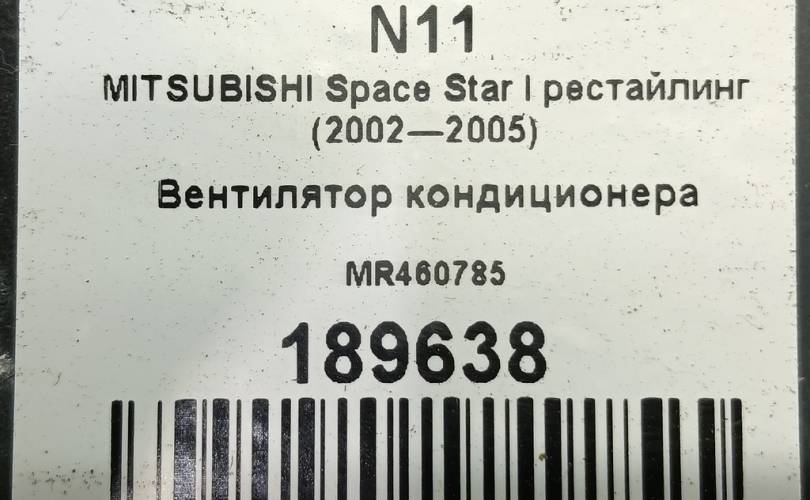 N11
MITSUBISHI Space Star I рестайлинг
(2002—2005)
Вентилятор кондиционера
MR460785
189638